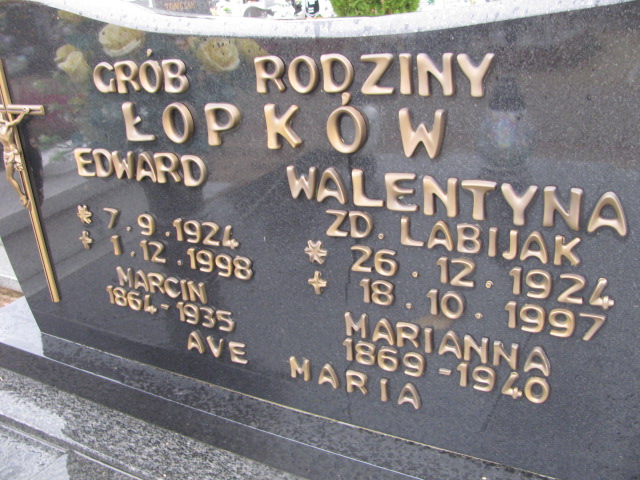 GRÓB RODZINY
ŁOPKÓW
EDWARD
* 7.9.1924
+ 1.12.1998
MARCIN
1864-1935
WALENTYNA
ZD. LABIJAK
* 26.12.1924
+ 18.10.1997
MARIANNA
1869-1940
AVE MARIA